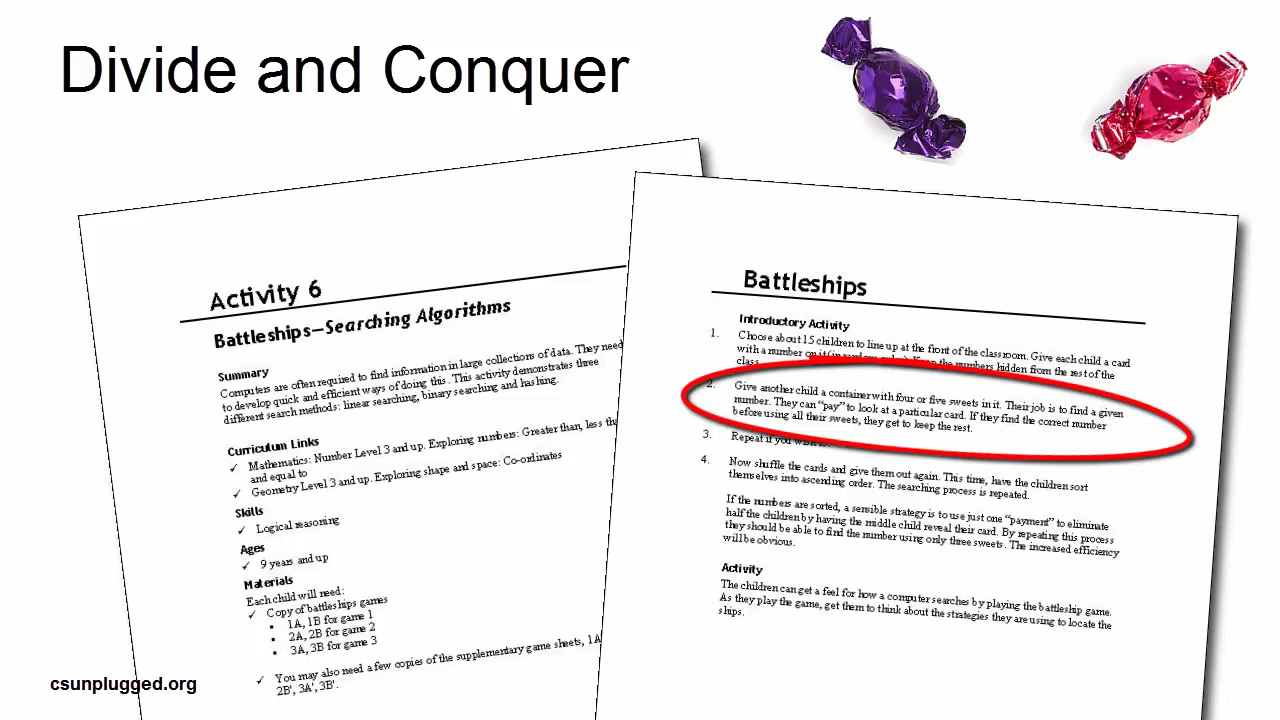 Divide and Conquer
Activity 6
Battleships—Searching Algorithms
Summary
Computers are often required to find information in large collections of data. They need
to develop quick and efficient ways of doing this. This activity demonstrates three
different search methods: linear searching, binary searching and hashing.
Curriculum Links
✓ Mathematics: Number Level 3 and up. Exploring numbers: Greater than, less
and equal to
✓ Geometry Level 3 and up. Exploring shape and space: Co-ordinates
Skills
✓ Logical reasoning
Ages
✓ 9 years and up
Materials
Each child will need:
✓ Copy of battleships games
▪ 1A, 1B for game 1
▪ 2A, 2B for game 2
▪ 3A, 3B for game 3
✓ You may also need a few copies of the supplementary game sheets, 1A
2B', 3A', 3B'.
csunplugged.org
Battleships
Introductory Activity
1. Choose about 15 children to line up at the front of the classroom. Give each child a card
with a number on it (in random order). Keep the numbers hidden from the rest of the
class.
2. Give another child a container with four or five sweets in it. Their job is to find a given
number. They can “pay” to look at a particular card. If they find the correct number
before using all their sweets, they get to keep the rest.
3. Repeat if you wish
4. Now shuffle the cards and give them out again. This time, have the children sort
themselves into ascending order. The searching process is repeated.
If the numbers are sorted, a sensible strategy is to use just one “payment” to eliminate
half the children by having the middle child reveal their card. By repeating this process
they should be able to find the number using only three sweets. The increased efficiency
will be obvious.
Activity
The children can get a feel for how a computer searches by playing the battleship game.
As they play the game, get them to think about the strategies they are using to locate the
ships.